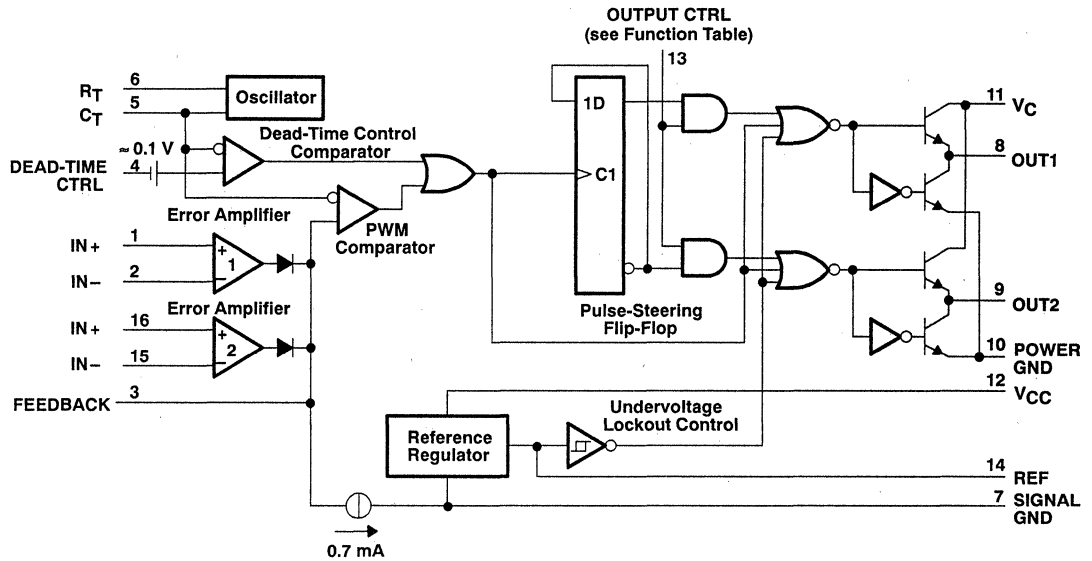 OUTPUT CTRL
(see Function Table)
13
6
RT
5
CT
Oscillator
1D
11 VC
Dead-Time Control
Comparator
≈ 0.1 V
DEAD-TIME
CTRL
4
8
OUT1
C1
Error Amplifier
PWM
Comparator
IN+
1
+
1
IN−
2
−
Error Amplifier
Pulse-Steering
Flip-Flop
9
OUT2
IN+
16
+
2
IN−
15
−
10 POWER
GND
FEEDBACK
3
12
VCC
Undervoltage
Lockout Control
Reference
Regulator
14
REF
7 SIGNAL
GND
0.7 mA